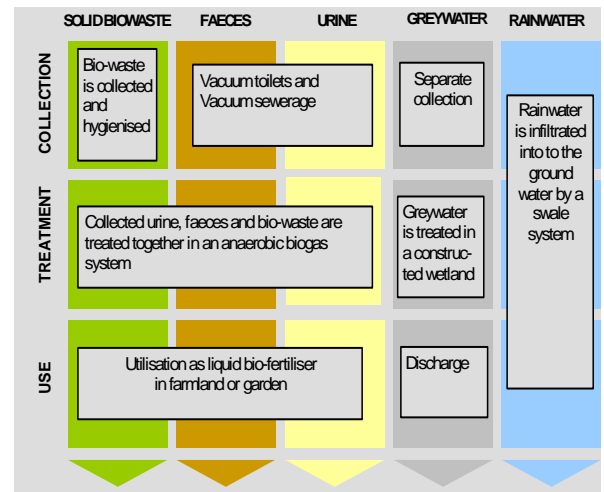 SOLID BIOWASTE FAECES URINE GREYWATER RAINWATER
COLLECTION
Bio-waste
is collected
and
hygienised
Vacuum toilets and
Vacuum sewerage
Separate
collection
Rainwater
is infiltrated
into to the
ground
water by a
swale
system
TREATMENT
Collected urine, faeces and bio-waste are
treated together in an anaerobic biogas
system
Greywater
is treated in
a constru-
cted wetland
USE
Utilisation as liquid bio-fertiliser
in farmland or garden
Discharge